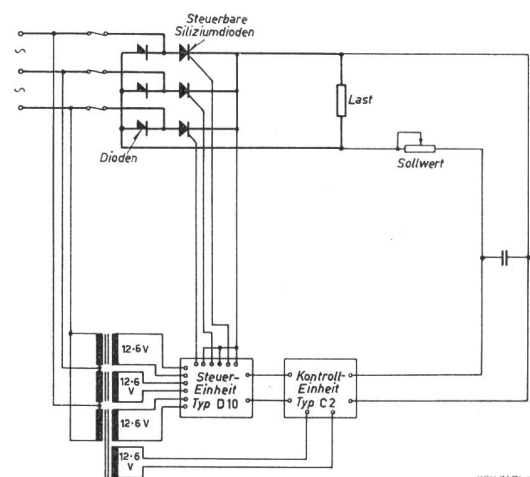 Steuerbare
Siliziumdioden
Last
Dioden
Sollwert
12·6 V
12·6
V
12·6 V
12·6
V
Steuer-
Einheit
Typ D10
Kontroll-
Einheit
Typ C2